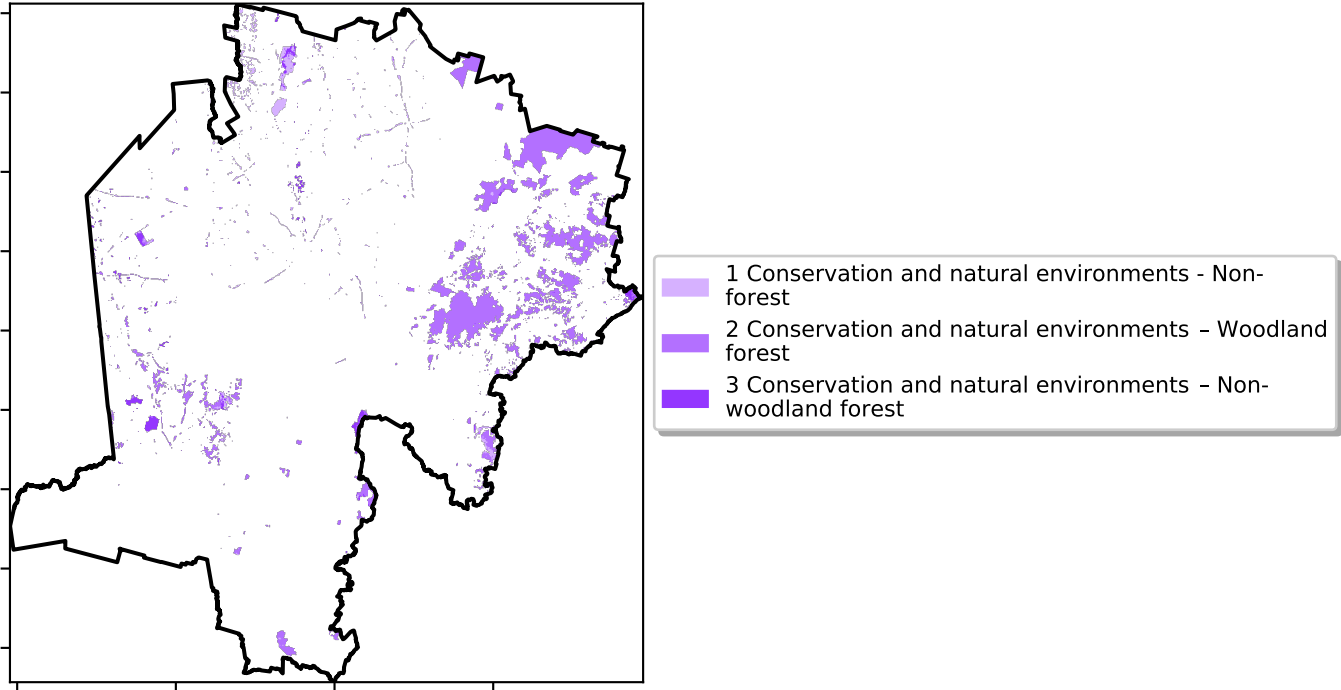 1 Conservation and natural environments - Non-
forest
2 Conservation and natural environments – Woodland
forest
3 Conservation and natural environments – Non-
woodland forest